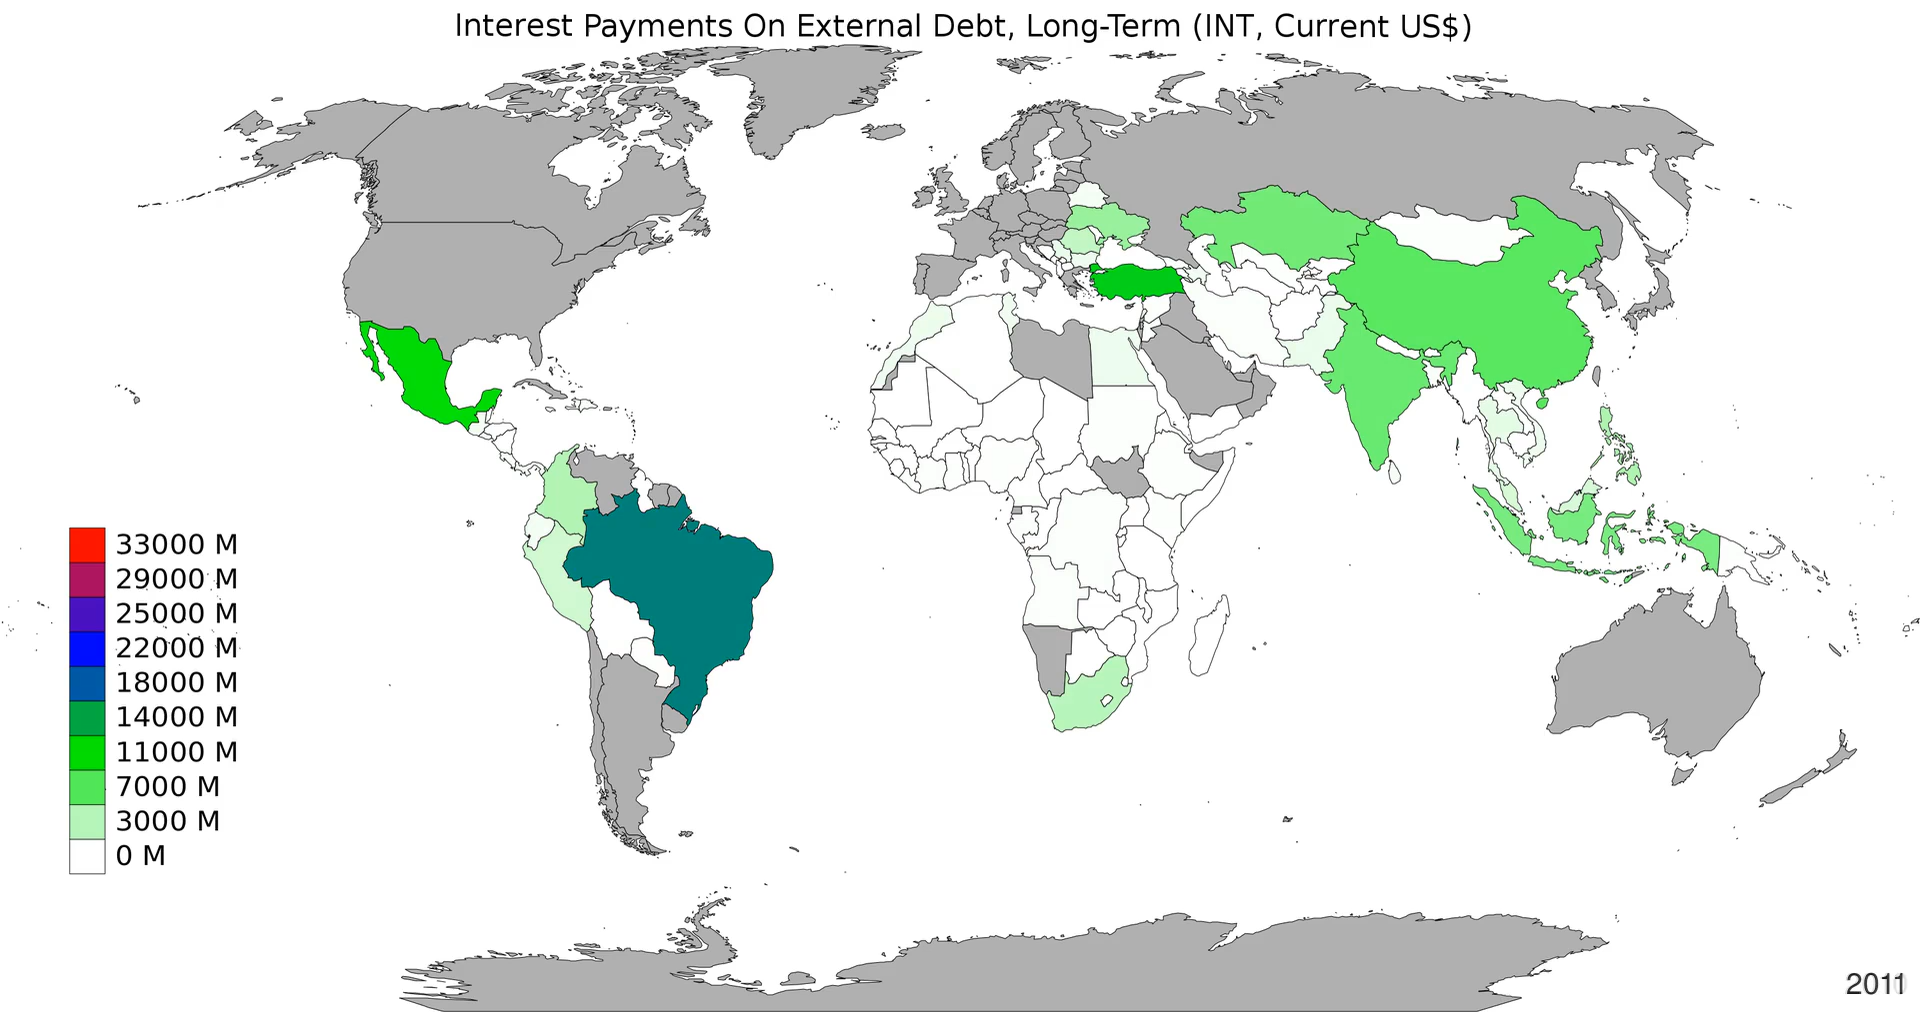 Interest Payments On External Debt, Long-Term (INT, Current US$)
33000 M
29000 M
25000 M
22000 M
18000 M
14000 M
11000 M
7000 M
3000 M
0 M
2011